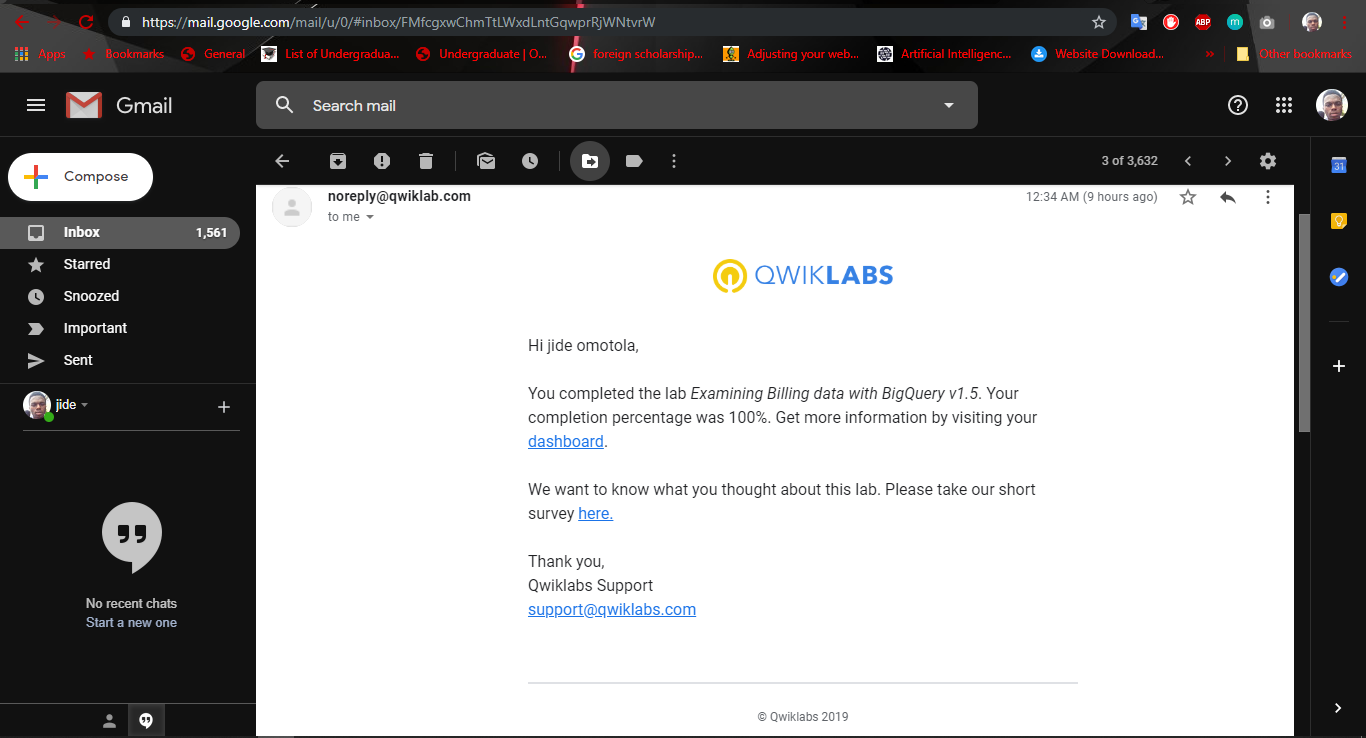 https://mail.google.com/mail/u/0/#inbox/FMfcgxwChmTtLWxdLntGqwprRjWNtvrW
ABP
m
Apps Bookmarks General List of Undergradua... Undergraduate | O... foreign scholarship... Adjusting your web... Artificial Intelligenc... Website Download... » Other bookmarks
Gmail
Search mail
Compose
3 of 3,632
31
Inbox 1,561
Starred
Snoozed
Important
Sent
jide
No recent chats
Start a new one
noreply@qwiklab.com 12:34 AM (9 hours ago)
to me
QWIKLABS
Hi jide omotola,
You completed the lab Examining Billing data with BigQuery v1.5. Your
completion percentage was 100%. Get more information by visiting your
dashboard.
We want to know what you thought about this lab. Please take our short
survey here.
Thank you,
Qwiklabs Support
support@qwiklabs.com
© Qwiklabs 2019